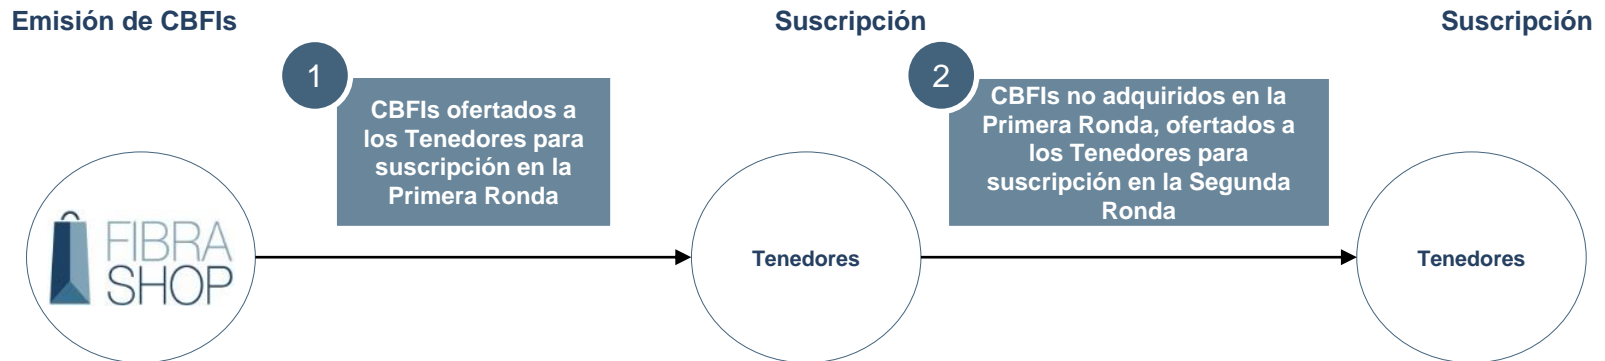 Emisión de CBFIs
Suscripción
Suscripción
1
CBFIs ofertados a
los Tenedores para
suscripción en la
Primera Ronda
2
CBFIs no adquiridos en la
Primera Ronda, ofertados a
los Tenedores para
suscripción en la Segunda
Ronda
FIBRA
SHOP
Tenedores
Tenedores